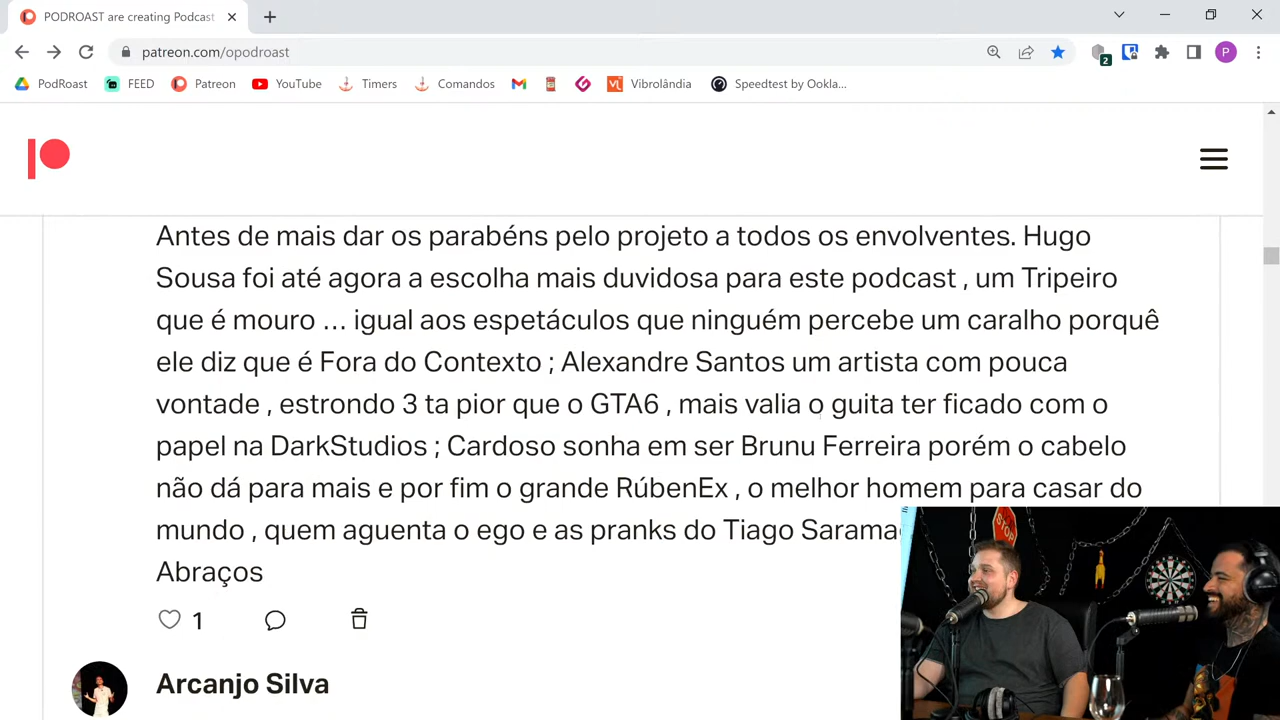 PODROAST are creating Podcast
patreon.com/opodroast
PodRoast
FEED
Patreon
YouTube
Timers
Comandos
Vibrolândia
Speedtest by Ookla...
2
P
Antes de mais dar os parabéns pelo projeto a todos os envolventes. Hugo
Sousa foi até agora a escolha mais duvidosa para este podcast , um Tripeiro
que é mouro ... igual aos espetáculos que ninguém percebe um caralho porquê
ele diz que é Fora do Contexto ; Alexandre Santos um artista com pouca
vontade , estrondo 3 ta pior que o GTA6 , mais valia o guita ter ficado com o
papel na DarkStudios ; Cardoso sonha em ser Brunu Ferreira porém o cabelo
não dá para mais e por fim o grande RúbenEx , o melhor homem para casar do
mundo , quem aguenta o ego e as pranks do Tiago
Abraços
1
Arcanjo Silva
STOP